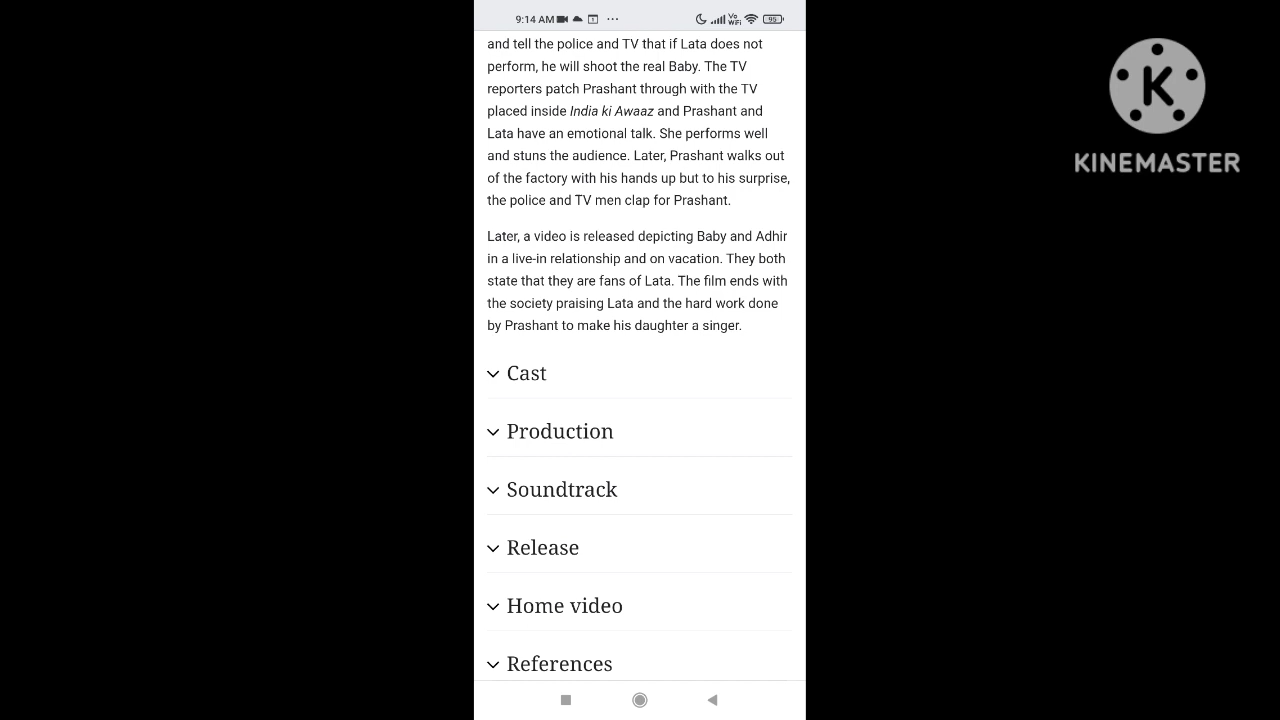 9:14 AM
Vo
WiFi
95
and tell the police and TV that if Lata does not
perform, he will shoot the real Baby. The TV
reporters patch Prashant through with the TV
placed inside India ki Awaaz and Prashant and
Lata have an emotional talk. She performs well
and stuns the audience. Later, Prashant walks out
of the factory with his hands up but to his surprise,
the police and TV men clap for Prashant.
Later, a video is released depicting Baby and Adhir
in a live-in relationship and on vacation. They both
state that they are fans of Lata. The film ends with
the society praising Lata and the hard work done
by Prashant to make his daughter a singer.
Cast
Production
Soundtrack
Release
Home video
References
K
KINEMASTER